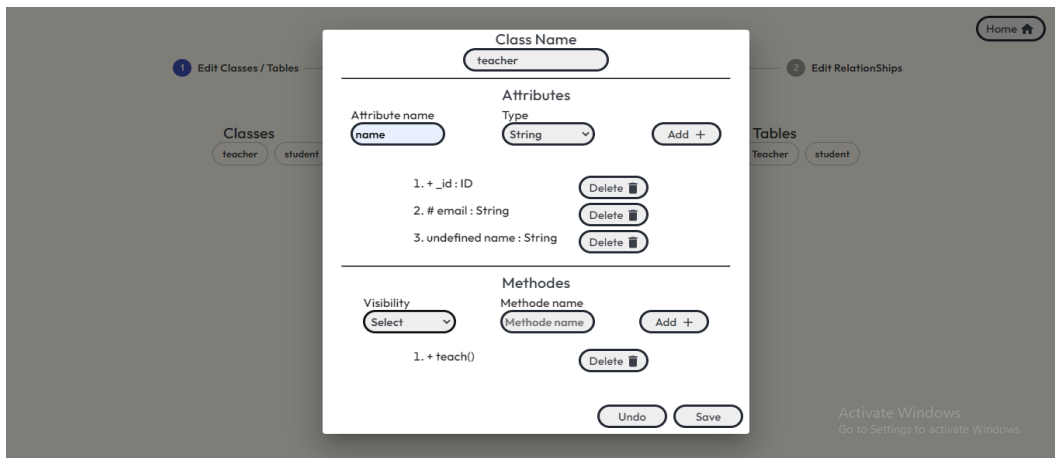 Home
Class Name
teacher
1 Edit Classes / Tables
2 Edit RelationShips
Attributes
Attribute name Type
name String Add +
Classes
teacher student
Tables
Teacher student
1. + _id : ID Delete
2. # email : String Delete
3. undefined name : String Delete
Methodes
Visibility Methode name
Select Methode name Add +
1. + teach() Delete
Undo Save
Activate Windows
Go to Settings to activate Windows.